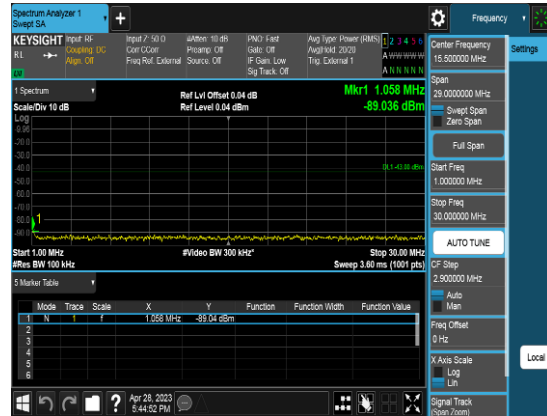 Spectrum Analyzer 1
Swept SA
+
Frequency
KEYSIGHT
R L
LXI
Input: RF
Coupling: DC
Align: Off
Input Z: 50 Ω
Corr CCorr
Freq Ref: External
#Atten: 10 dB
Preamp: Off
Source: Off
PNO: Fast
Gate: Off
IF Gain: Low
Sig Track: Off
Avg Type: Power (RMS)
Avg|Hold: 20/20
Trig: External 1
1 2 3 4 5 6
A W W W W W
A N N N N N
1 Spectrum
Scale/Div 10 dB
Ref Lvl Offset 0.04 dB
Ref Level 0.04 dBm
Mkr1 1.058 MHz
-89.036 dBm
Log
-9.96
-20.0
-30.0
-40.0
-50.0
-60.0
-70.0
-80.0
-90.0
1
Start 1.00 MHz
#Res BW 100 kHz
#Video BW 300 kHz*
Stop 30.00 MHz
Sweep 3.60 ms (1001 pts)
5 Marker Table
Mode Trace Scale X Y Function Function Width Function Value
1 N 1 f 1.058 MHz -89.04 dBm
2
3
4
5
6
Apr 28, 2023
5:44:52 PM
?
Center Frequency
15.500000 MHz
Span
29.0000000 MHz
Swept Span
Zero Span
Full Span
Start Freq
1.000000 MHz
Stop Freq
30.000000 MHz
AUTO TUNE
CF Step
2.900000 MHz
Auto
Man
Freq Offset
0 Hz
X Axis Scale
Log
Lin
Signal Track
(Span Zoom)
Settings
Local